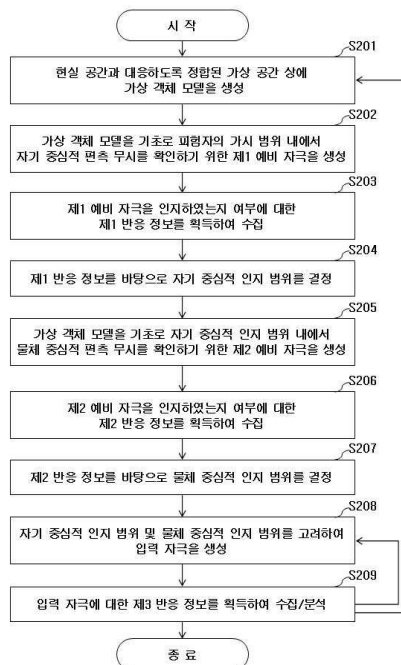 시 작
S201
현실 공간과 대응하도록 정합된 가상 공간 상에
가상 객체 모델을 생성
S202
가상 객체 모델을 기초로 피험자의 가시 범위 내에서
자기 중심적 편측 무시를 확인하기 위한 제1 예비 자극을 생성
S203
제1 예비 자극을 인지하였는지 여부에 대한
제1 반응 정보를 획득하여 수집
S204
제1 반응 정보를 바탕으로 자기 중심적 인지 범위를 결정
S205
가상 객체 모델을 기초로 자기 중심적 인지 범위 내에서
물체 중심적 편측 무시를 확인하기 위한 제2 예비 자극을 생성
S206
제2 예비 자극을 인지하였는지 여부에 대한
제2 반응 정보를 획득하여 수집
S207
제2 반응 정보를 바탕으로 물체 중심적 인지 범위를 결정
S208
자기 중심적 인지 범위 및 물체 중심적 인지 범위를 고려하여
입력 자극을 생성
S209
입력 자극에 대한 제3 반응 정보를 획득하여 수집/분석
종 료